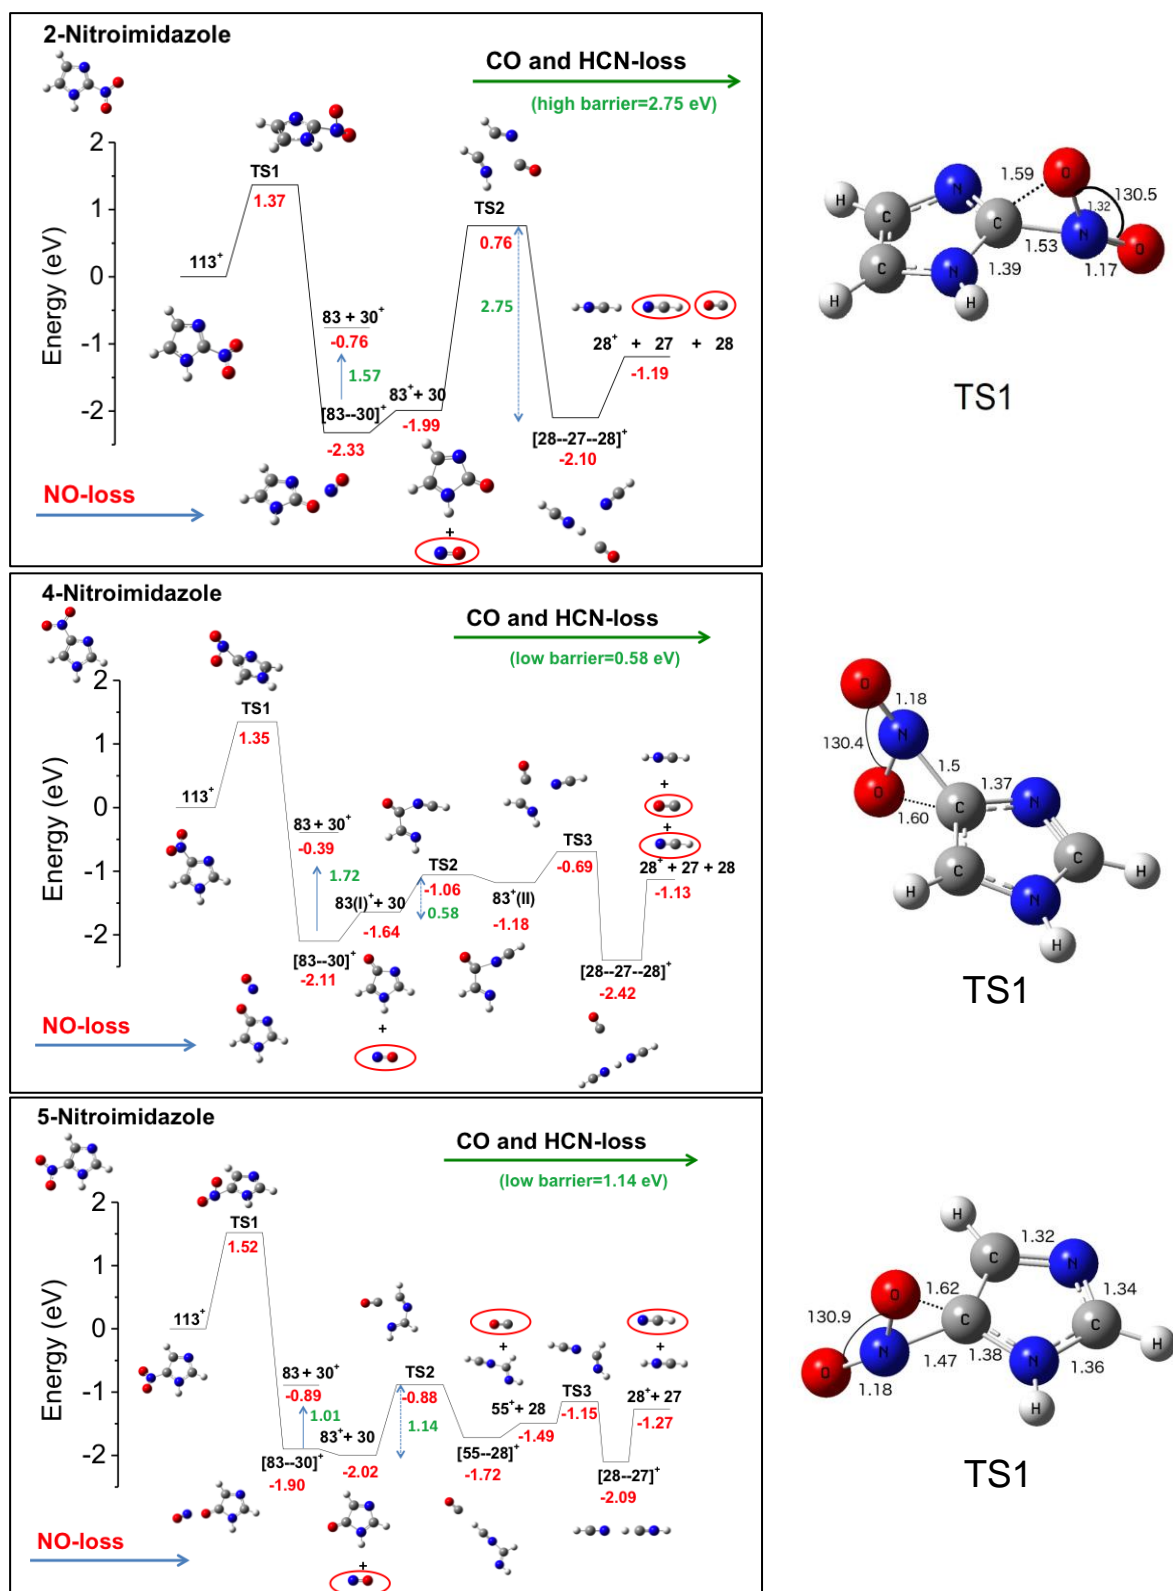 2-Nitroimidazole
CO and HCN-loss
(high barrier=2.75 eV)
Energy (eV)
2
1
0
-1
-2
113⁺
TS1
1.37
83 + 30⁺
-0.76
1.57
[83--30]⁺
-2.33
83⁺+ 30
-1.99
TS2
0.76
2.75
[28--27--28]⁺
-2.10
28⁺ + 27 + 28
-1.19
NO-loss
+
1.59
1.32
130.5
1.53
1.39
1.17
O
O
N
N
N
C
C
C
H
H
H
TS1
4-Nitroimidazole
CO and HCN-loss
(low barrier=0.58 eV)
Energy (eV)
2
1
0
-1
-2
113⁺
TS1
1.35
83 + 30⁺
-0.39
1.72
[83--30]⁺
-2.11
83(I)⁺+ 30
-1.64
TS2
-1.06
0.58
83⁺(II)
-1.18
TS3
-0.69
[28--27--28]⁺
-2.42
+
+
28⁺ + 27 + 28
-1.13
NO-loss
+
1.18
130.4
1.5
1.37
1.60
O
O
N
N
N
C
C
C
H
H
H
TS1
5-Nitroimidazole
CO and HCN-loss
(low barrier=1.14 eV)
Energy (eV)
2
1
0
-1
-2
113⁺
TS1
1.52
83 + 30⁺
-0.89
1.01
[83--30]⁺
-1.90
83⁺+ 30
-2.02
TS2
-0.88
1.14
[55--28]⁺
-1.72
+
55⁺+ 28
-1.49
TS3
-1.15
[28--27]⁺
-2.09
+
28⁺+ 27
-1.27
NO-loss
+
1.32
1.62
1.34
130.9
1.47
1.38
1.36
1.18
O
O
N
N
N
C
C
C
H
H
H
TS1